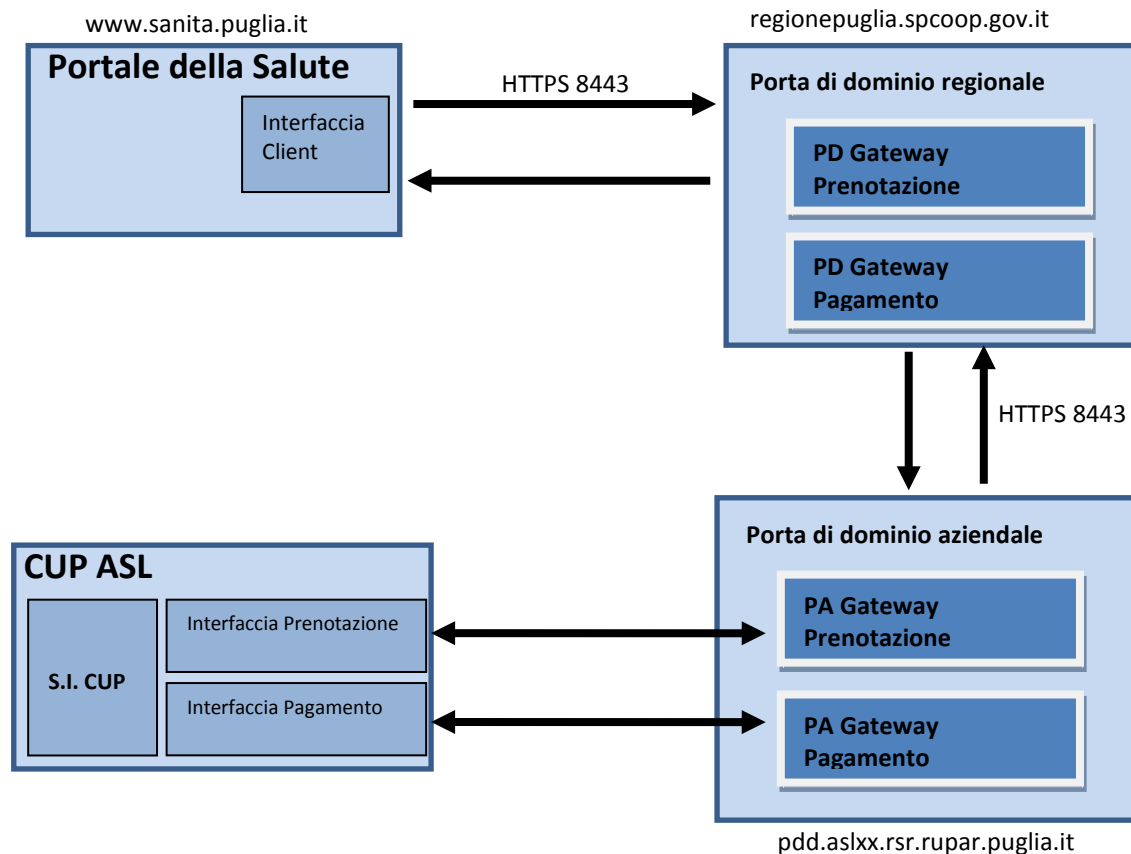 www.sanita.puglia.it
regionepuglia.spcoop.gov.it
Portale della Salute
Interfaccia
Client
HTTPS 8443
Porta di dominio regionale
PD Gateway
Prenotazione
PD Gateway
Pagamento
HTTPS 8443
CUP ASL
S.I. CUP
Interfaccia Prenotazione
Interfaccia Pagamento
Porta di dominio aziendale
PA Gateway
Prenotazione
PA Gateway
Pagamento
pdd.aslxx.rsr.rupar.puglia.it